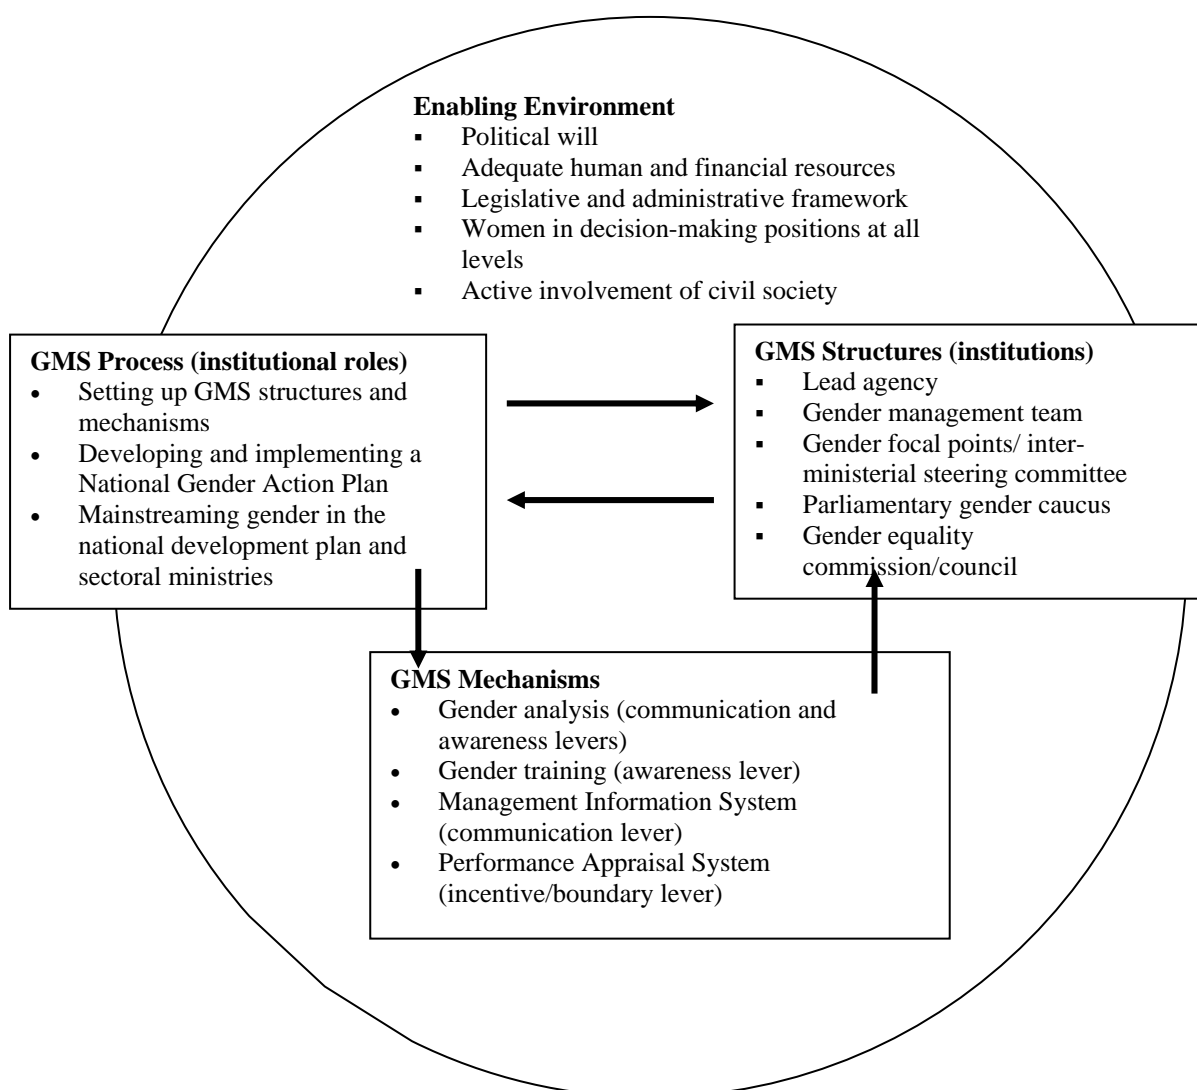 Enabling Environment
▪ Political will
▪ Adequate human and financial resources
▪ Legislative and administrative framework
▪ Women in decision-making positions at all
levels
▪ Active involvement of civil society
GMS Process (institutional roles)
• Setting up GMS structures and
mechanisms
• Developing and implementing a
National Gender Action Plan
• Mainstreaming gender in the
national development plan and
sectoral ministries
GMS Structures (institutions)
▪ Lead agency
▪ Gender management team
▪ Gender focal points/ inter-
ministerial steering committee
▪ Parliamentary gender caucus
▪ Gender equality
commission/council
GMS Mechanisms
• Gender analysis (communication and
awareness levers)
• Gender training (awareness lever)
• Management Information System
(communication lever)
• Performance Appraisal System
(incentive/boundary lever)